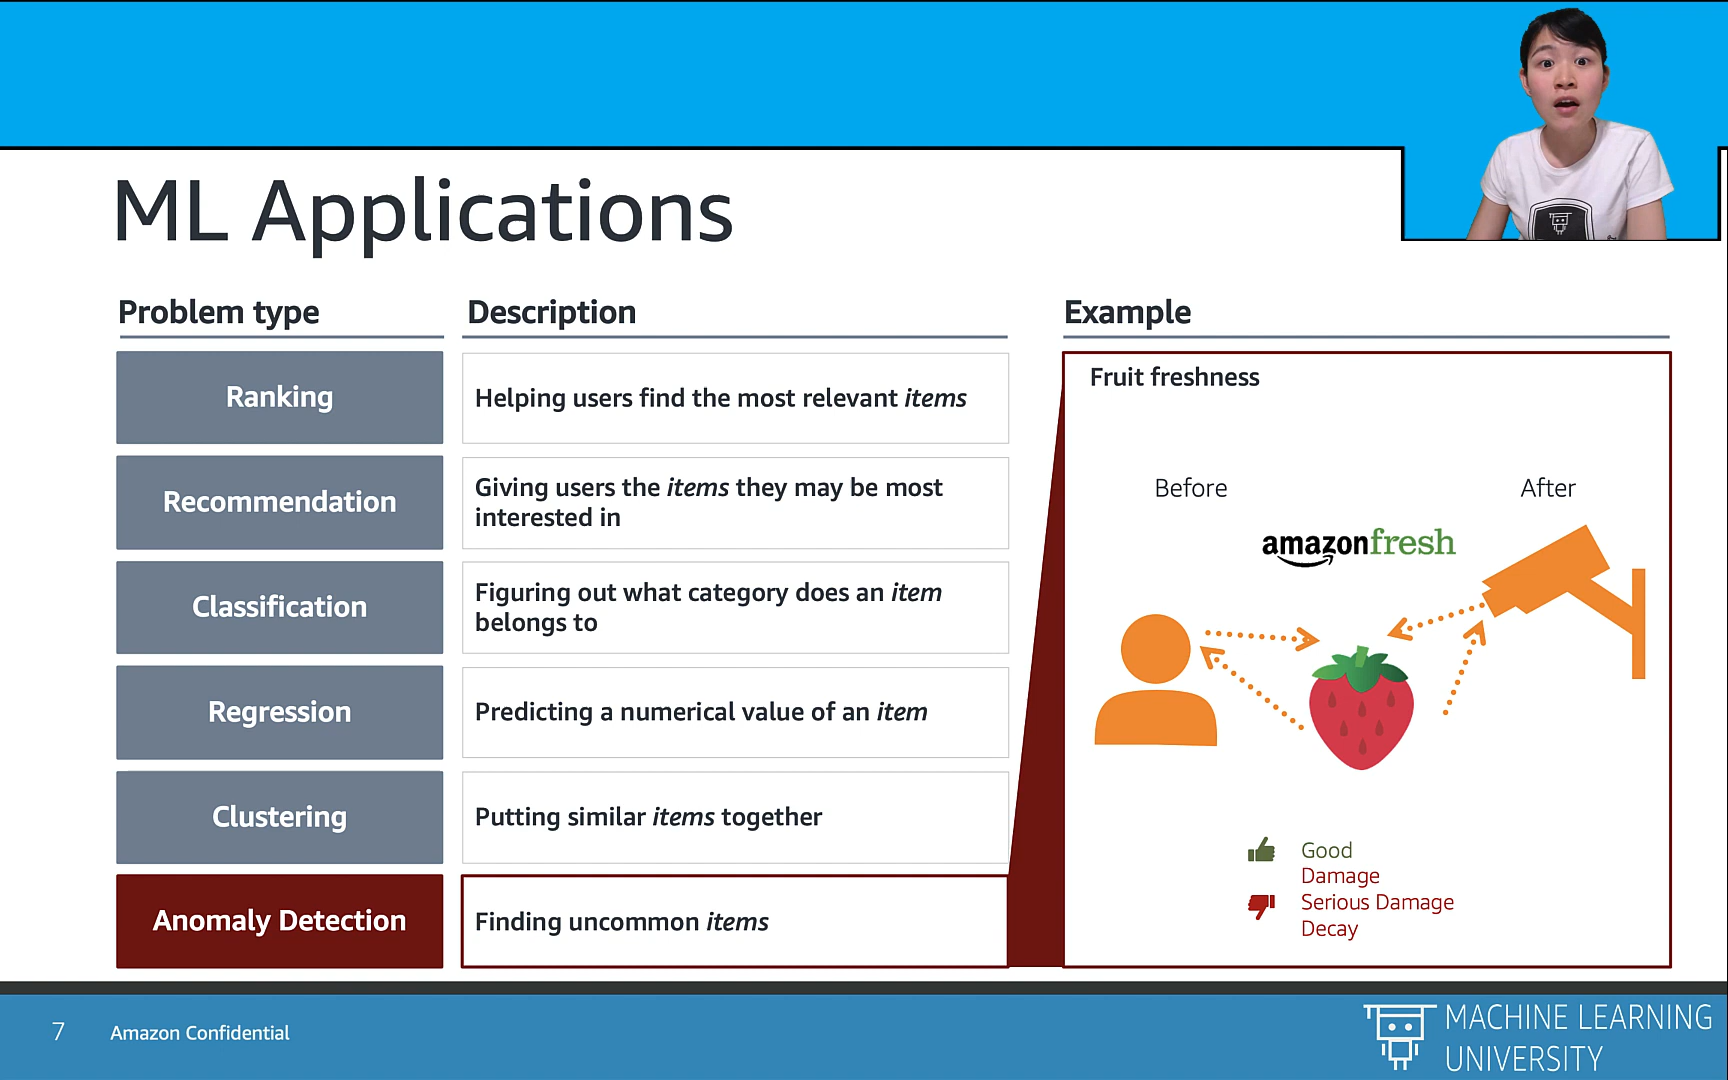 ML Applications
Problem type
Description
Example
Ranking
Helping users find the most relevant items
Recommendation
Giving users the items they may be most
interested in
Classification
Figuring out what category does an item
belongs to
Regression
Predicting a numerical value of an item
Clustering
Putting similar items together
Anomaly Detection
Finding uncommon items
Fruit freshness
Before
After
amazonfresh
Good
Damage
Serious Damage
Decay
7
Amazon Confidential
MACHINE LEARNING
UNIVERSITY